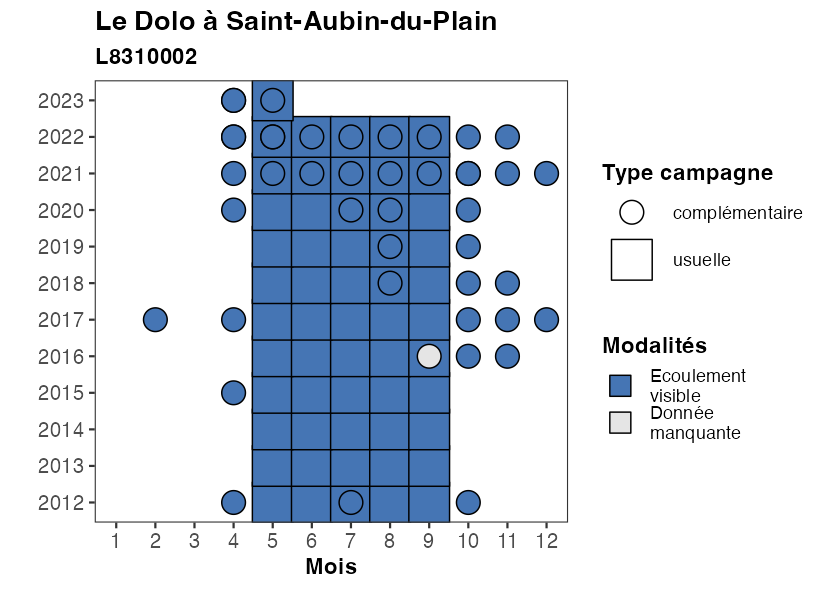 Le Dolo à Saint-Aubin-du-Plain
L8310002
2023
2022
2021
2020
2019
2018
2017
2016
2015
2014
2013
2012
1 2 3 4 5 6 7 8 9 10 11 12
Mois
Type campagne
complémentaire
usuelle
Modalités
Ecoulement
visible
Donnée
manquante